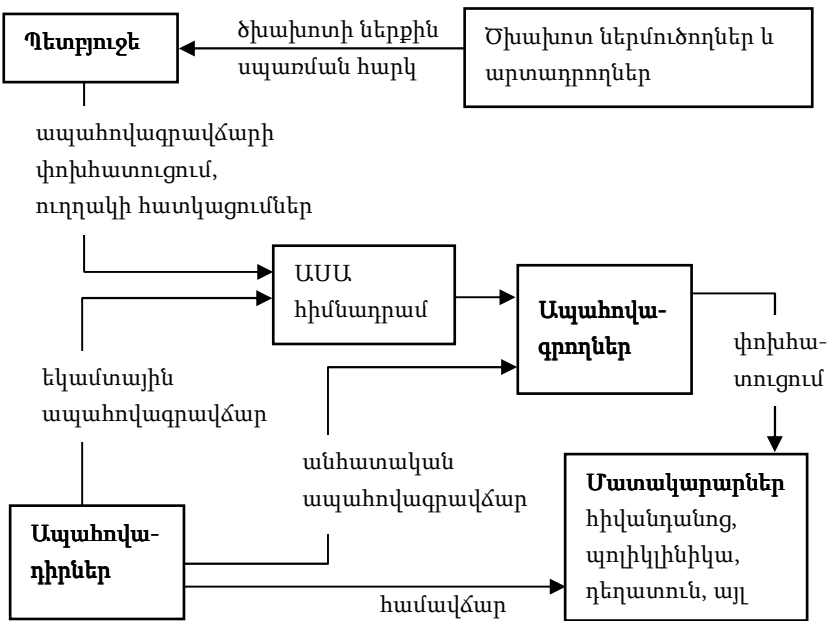 Պետբյուջե
ծխախոտի ներքին
սպառման հարկ
Ծխախոտ ներմուծողներ և
արտադրողներ
ապահովագրավճարի
փոխհատուցում,
ուղղակի հատկացումներ
ԱՍԱ
հիմնադրամ
Ապահովա-
գրողներ
փոխհա-
տուցում
եկամտային
ապահովագրավճար
անհատական
ապահովագրավճար
Մատակարարներ
հիվանդանոց,
պոլիկլինիկա,
դեղատուն, այլ
Ապահովա-
դիրներ
համավճար